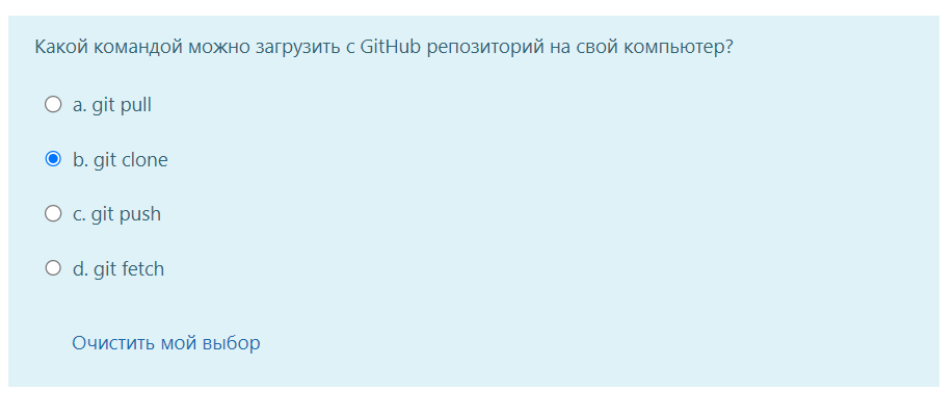 Какой командой можно загрузить с GitHub репозиторий на свой компьютер?
a. git pull
b. git clone
c. git push
d. git fetch
Очистить мой выбор